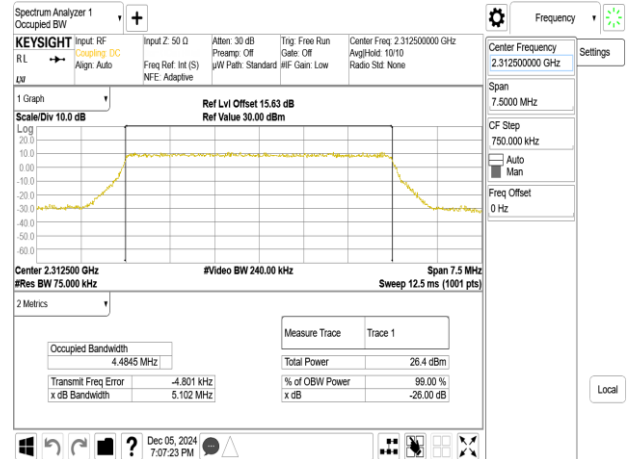 Spectrum Analyzer 1
Occupied BW
Frequency
KEYSIGHT
RL
LXI
Input: RF
Coupling: DC
Align: Auto
Input Z: 50 Ω
Freq Ref: Int (S)
NFE: Adaptive
Atten: 30 dB
Preamp: Off
µW Path: Standard
Trig: Free Run
Gate: Off
#IF Gain: Low
Center Freq: 2.312500000 GHz
Avg|Hold: 10/10
Radio Std: None
Center Frequency
2.312500000 GHz
Settings
Span
7.5000 MHz
CF Step
750.000 kHz
Auto
Man
Freq Offset
0 Hz
Local
1 Graph
Scale/Div 10.0 dB
Ref Lvl Offset 15.63 dB
Ref Value 30.00 dBm
Log
20.0
10.0
0.00
-10.0
-20.0
-30.0
-40.0
-50.0
-60.0
Center 2.312500 GHz
#Res BW 75.000 kHz
#Video BW 240.00 kHz
Span 7.5 MHz
Sweep 12.5 ms (1001 pts)
2 Metrics
Measure Trace Trace 1
Occupied Bandwidth
4.4845 MHz
Total Power 26.4 dBm
Transmit Freq Error -4.801 kHz
% of OBW Power 99.00 %
x dB Bandwidth 5.102 MHz
x dB -26.00 dB
?
Dec 05, 2024
7:07:23 PM